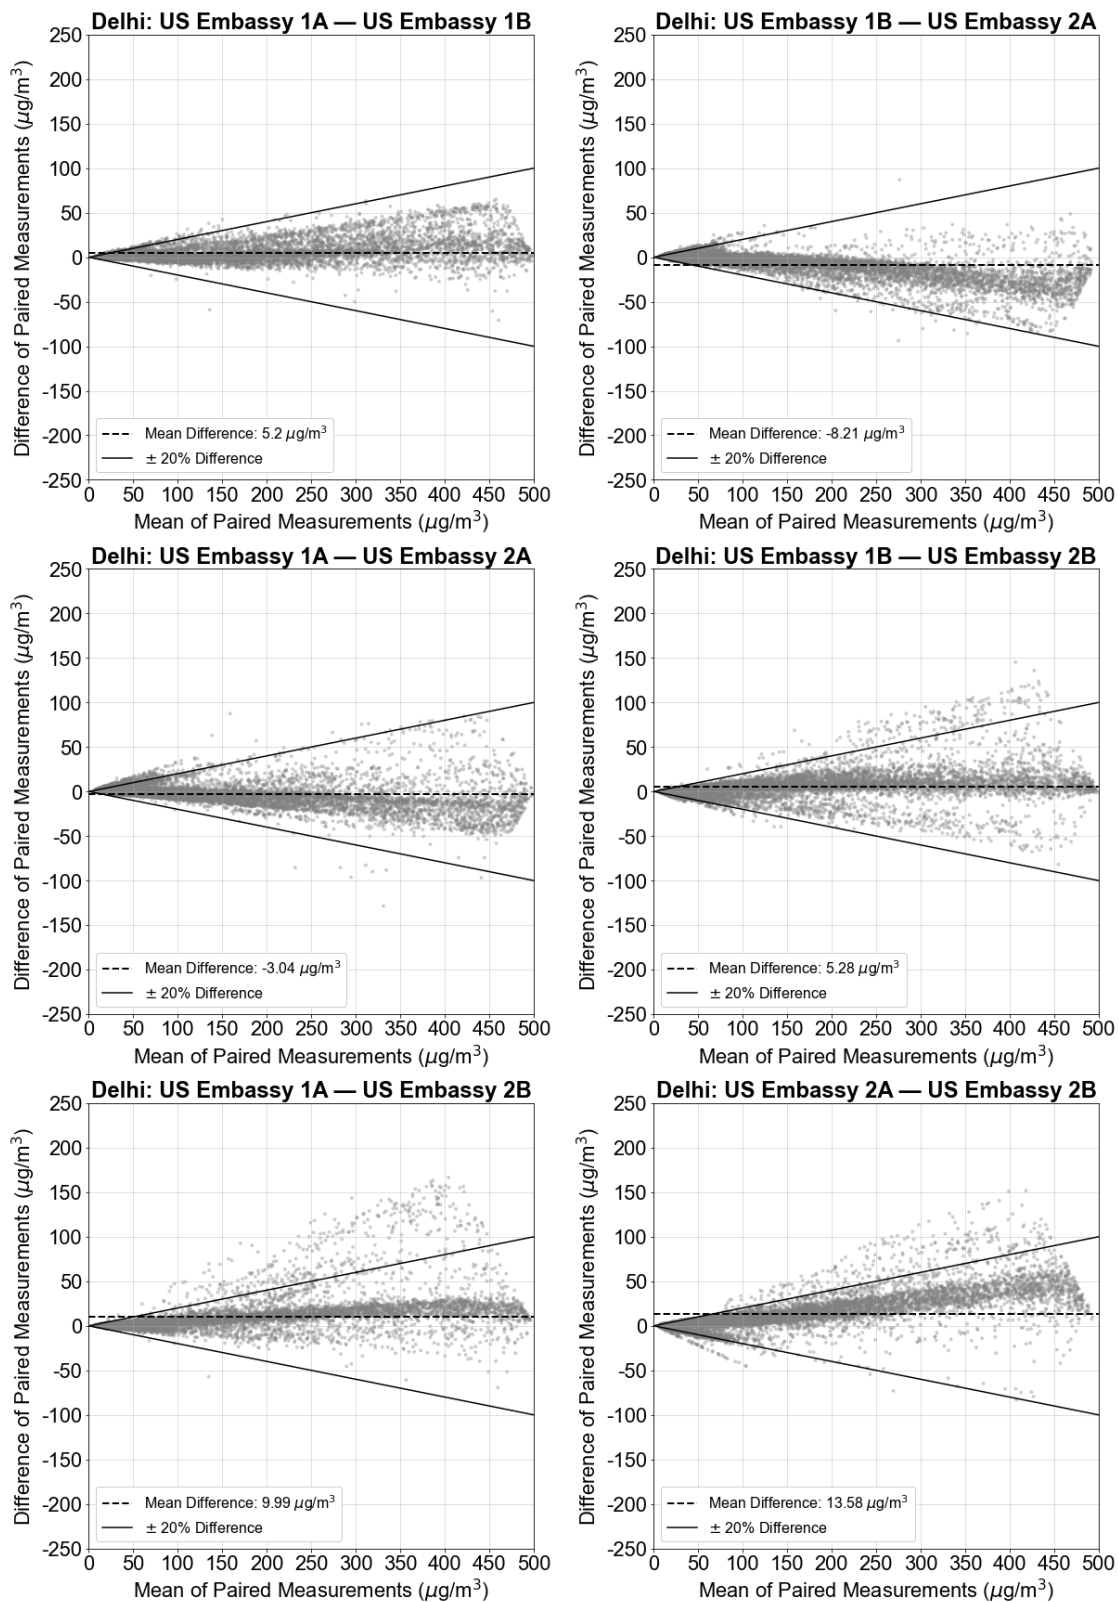 Delhi: US Embassy 1A — US Embassy 1B
250
200
150
100
50
0
-50
-100
-150
-200
-250
Difference of Paired Measurements (μg/m³)
Mean Difference: 5.2 μg/m³
± 20% Difference
0 50 100 150 200 250 300 350 400 450 500
Mean of Paired Measurements (μg/m³)
Delhi: US Embassy 1B — US Embassy 2A
250
200
150
100
50
0
-50
-100
-150
-200
-250
Difference of Paired Measurements (μg/m³)
Mean Difference: -8.21 μg/m³
± 20% Difference
0 50 100 150 200 250 300 350 400 450 500
Mean of Paired Measurements (μg/m³)
Delhi: US Embassy 1A — US Embassy 2A
250
200
150
100
50
0
-50
-100
-150
-200
-250
Difference of Paired Measurements (μg/m³)
Mean Difference: -3.04 μg/m³
± 20% Difference
0 50 100 150 200 250 300 350 400 450 500
Mean of Paired Measurements (μg/m³)
Delhi: US Embassy 1B — US Embassy 2B
250
200
150
100
50
0
-50
-100
-150
-200
-250
Difference of Paired Measurements (μg/m³)
Mean Difference: 5.28 μg/m³
± 20% Difference
0 50 100 150 200 250 300 350 400 450 500
Mean of Paired Measurements (μg/m³)
Delhi: US Embassy 1A — US Embassy 2B
250
200
150
100
50
0
-50
-100
-150
-200
-250
Difference of Paired Measurements (μg/m³)
Mean Difference: 9.99 μg/m³
± 20% Difference
0 50 100 150 200 250 300 350 400 450 500
Mean of Paired Measurements (μg/m³)
Delhi: US Embassy 2A — US Embassy 2B
250
200
150
100
50
0
-50
-100
-150
-200
-250
Difference of Paired Measurements (μg/m³)
Mean Difference: 13.58 μg/m³
± 20% Difference
0 50 100 150 200 250 300 350 400 450 500
Mean of Paired Measurements (μg/m³)